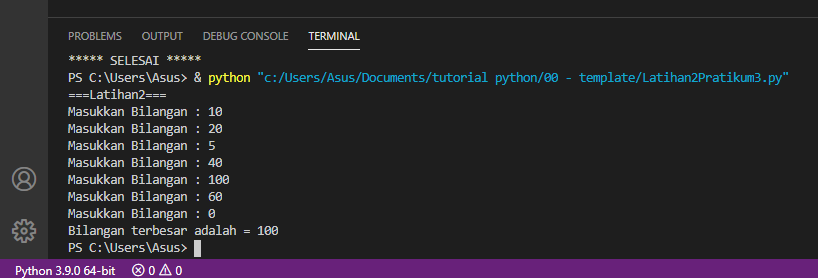 PROBLEMS OUTPUT DEBUG CONSOLE TERMINAL
***** SELESAI *****
PS C:\Users\Asus> & python "c:/Users/Asus/Documents/tutorial python/00 - template/Latihan2Pratikum3.py"
===Latihan2===
Masukkan Bilangan : 10
Masukkan Bilangan : 20
Masukkan Bilangan : 5
Masukkan Bilangan : 40
Masukkan Bilangan : 100
Masukkan Bilangan : 60
Masukkan Bilangan : 0
Bilangan terbesar adalah = 100
PS C:\Users\Asus>
Python 3.9.0 64-bit 0 0